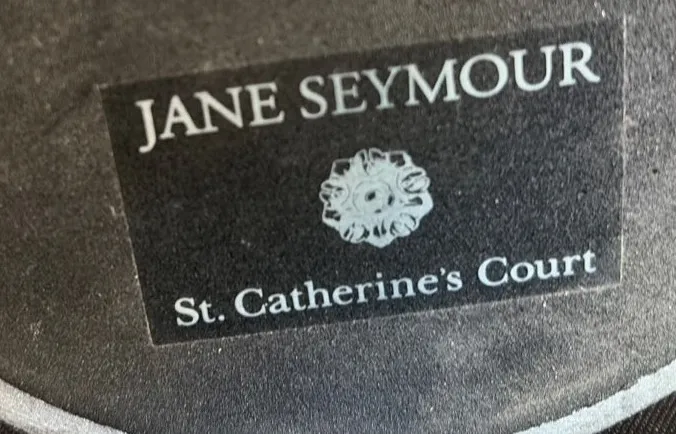 JANE SEYMOUR
St. Catherine's Court